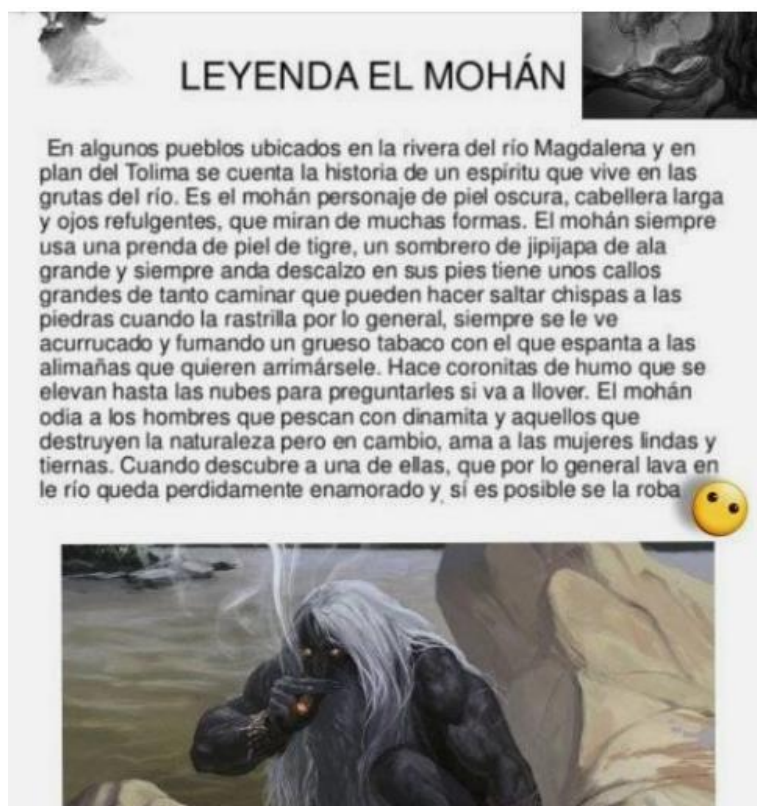 LEYENDA EL MOHÁN
En algunos pueblos ubicados en la rivera del río Magdalena y en
plan del Tolima se cuenta la historia de un espíritu que vive en las
grutas del río. Es el mohán personaje de piel oscura, cabellera larga
y ojos refulgentes, que miran de muchas formas. El mohán siempre
usa una prenda de piel de tigre, un sombrero de jipijapa de ala
grande y siempre anda descalzo en sus pies tiene unos callos
grandes de tanto caminar que pueden hacer saltar chispas a las
piedras cuando la rastrilla por lo general, siempre se le ve
acurrucado y fumando un grueso tabaco con el que espanta a las
alimañas que quieren arrimársele. Hace coronitas de humo que se
elevan hasta las nubes para preguntarles si va a llover. El mohán
odia a los hombres que pescan con dinamita y aquellos que
destruyen la naturaleza pero en cambio, ama a las mujeres lindas y
tiernas. Cuando descubre a una de ellas, que por lo general lava en
le río queda perdidamente enamorado y, sí es posible se la roba